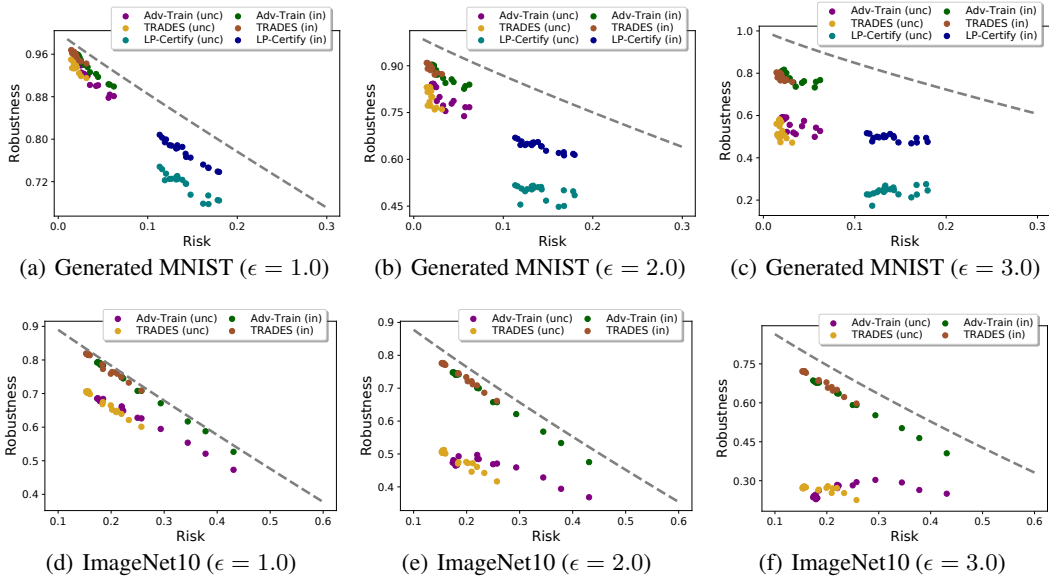 Adv-Train (unc) Adv-Train (in)
TRADES (unc) TRADES (in)
LP-Certify (unc) LP-Certify (in)
Robustness
0.96
0.88
0.80
0.72
0.0 0.1 0.2 0.3
Risk
(a) Generated MNIST (ϵ = 1.0)
Adv-Train (unc) Adv-Train (in)
TRADES (unc) TRADES (in)
LP-Certify (unc) LP-Certify (in)
Robustness
0.90
0.75
0.60
0.45
0.0 0.1 0.2 0.3
Risk
(b) Generated MNIST (ϵ = 2.0)
Adv-Train (unc) Adv-Train (in)
TRADES (unc) TRADES (in)
LP-Certify (unc) LP-Certify (in)
Robustness
1.0
0.8
0.6
0.4
0.2
0.0 0.1 0.2 0.3
Risk
(c) Generated MNIST (ϵ = 3.0)
Adv-Train (unc) Adv-Train (in)
TRADES (unc) TRADES (in)
Robustness
0.9
0.8
0.7
0.6
0.5
0.4
0.1 0.2 0.3 0.4 0.5 0.6
Risk
(d) ImageNet10 (ϵ = 1.0)
Adv-Train (unc) Adv-Train (in)
TRADES (unc) TRADES (in)
Robustness
0.9
0.8
0.7
0.6
0.5
0.4
0.1 0.2 0.3 0.4 0.5 0.6
Risk
(e) ImageNet10 (ϵ = 2.0)
Adv-Train (unc) Adv-Train (in)
TRADES (unc) TRADES (in)
Robustness
0.75
0.60
0.45
0.30
0.1 0.2 0.3 0.4 0.5 0.6
Risk
(f) ImageNet10 (ϵ = 3.0)